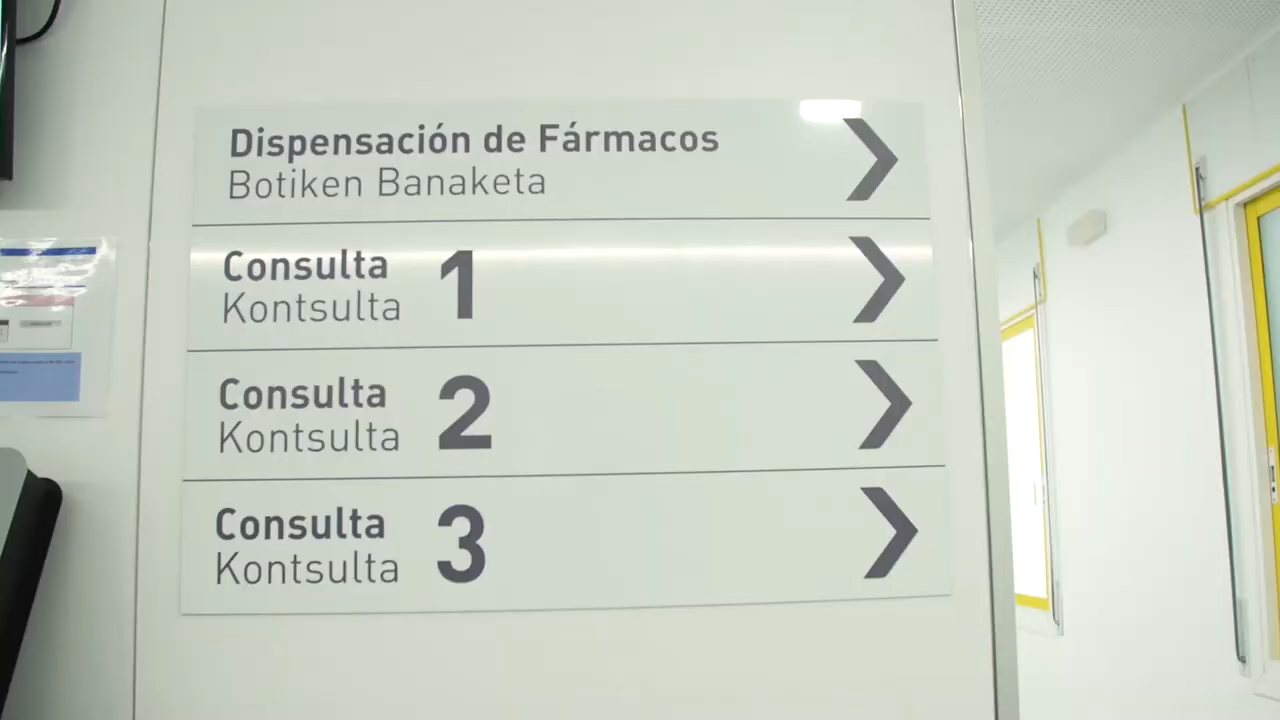 Dispensación de Fármacos
Botiken Banaketa
Consulta 1
Kontsulta
Consulta 2
Kontsulta
Consulta 3
Kontsulta